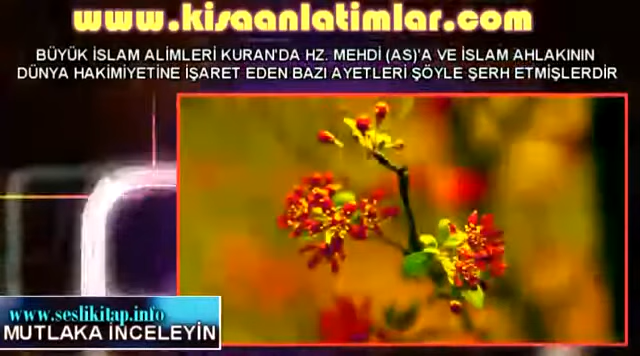 www.kisaanlatimlar.com
BÜYÜK İSLAM ALİMLERİ KURAN'DA HZ. MEHDİ (AS)'A VE İSLAM AHLAKININ
DÜNYA HAKİMİYETİNE İŞARET EDEN BAZI AYETLERİ ŞÖYLE ŞERH ETMİŞLERDİR
www.seslikitap.info
MUTLAKA İNCELEYİN